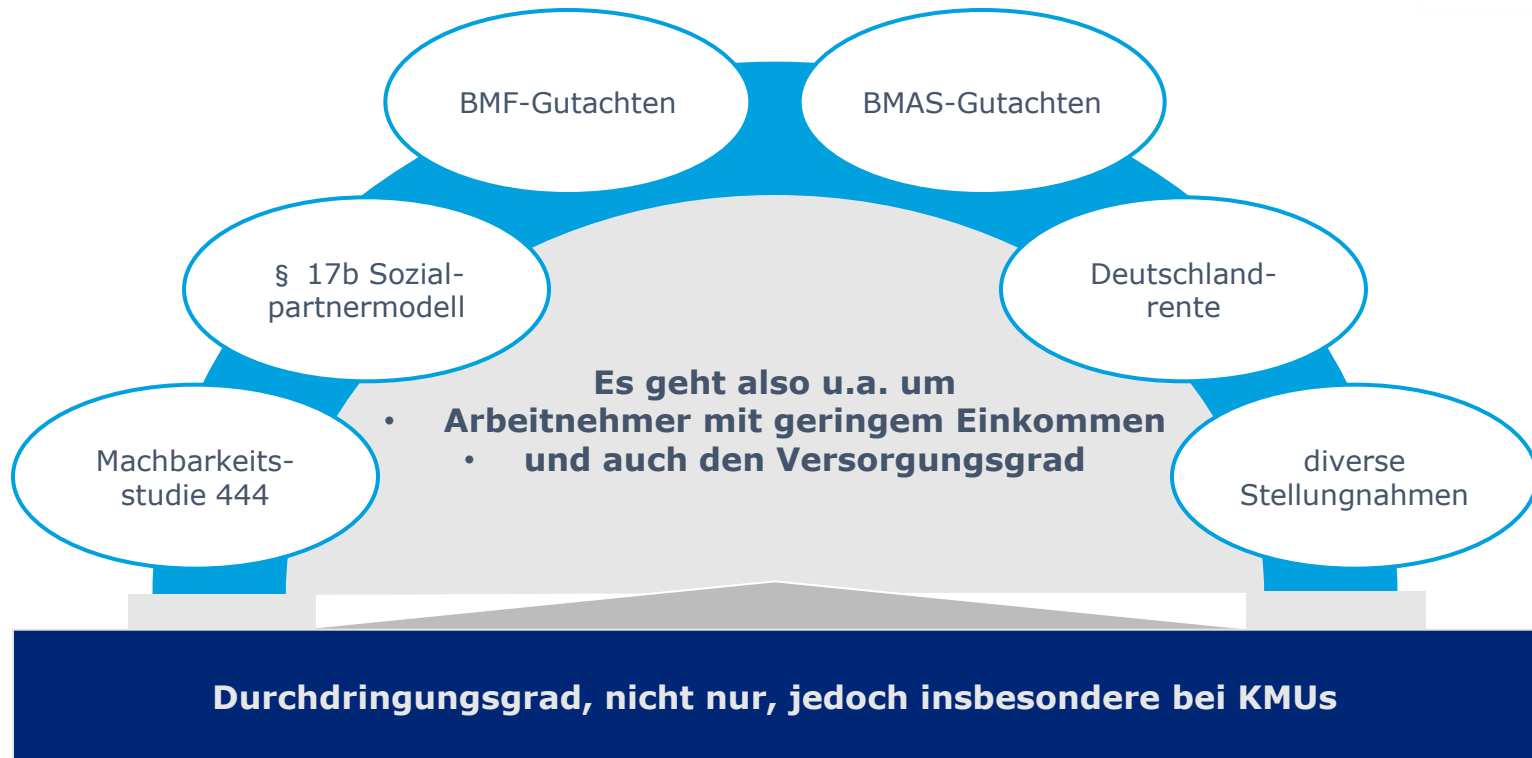 BMF-Gutachten
BMAS-Gutachten
§ 17b Sozial-
partnermodell
Deutschland-
rente
Machbarkeits-
studie 444
diverse
Stellungnahmen
Es geht also u.a. um
• Arbeitnehmer mit geringem Einkommen
• und auch den Versorgungsgrad
Durchdringungsgrad, nicht nur, jedoch insbesondere bei KMUs